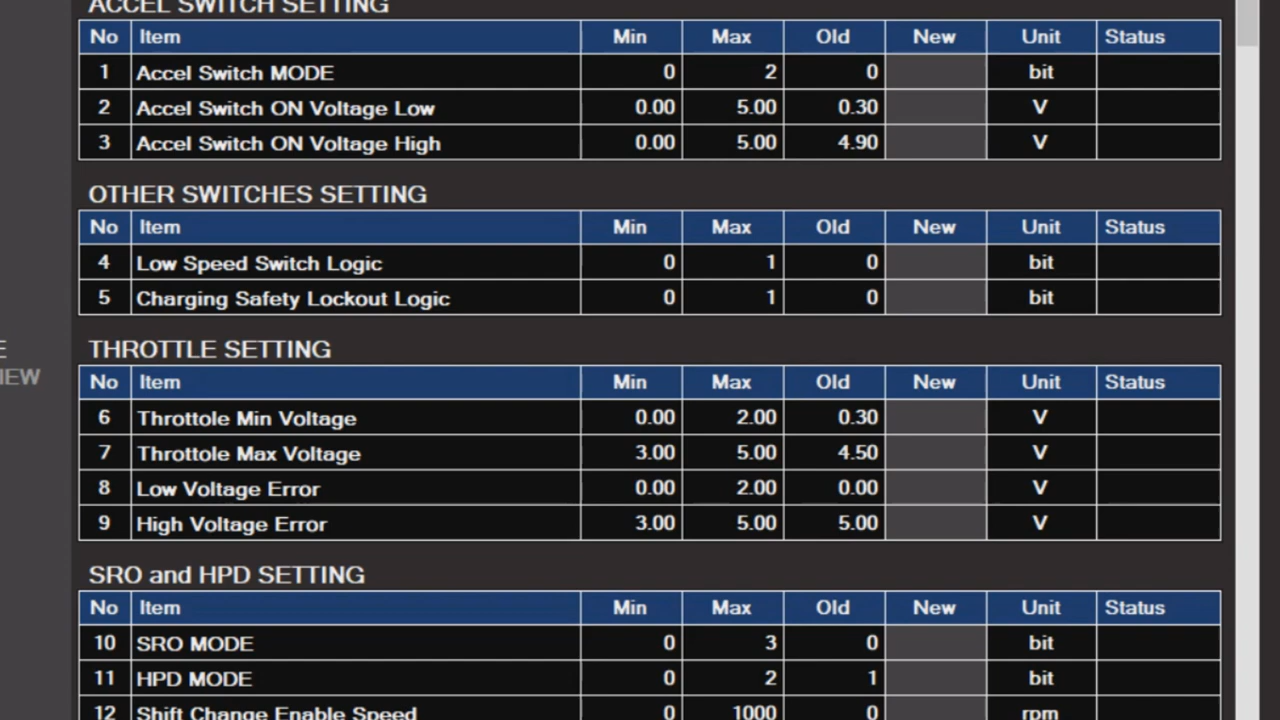 ACCEL SWITCH SETTING
No Item Min Max Old New Unit Status
1 Accel Switch MODE 0 2 0 bit
2 Accel Switch ON Voltage Low 0.00 5.00 0.30 V
3 Accel Switch ON Voltage High 0.00 5.00 4.90 V
OTHER SWITCHES SETTING
No Item Min Max Old New Unit Status
4 Low Speed Switch Logic 0 1 0 bit
5 Charging Safety Lockout Logic 0 1 0 bit
THROTTLE SETTING
No Item Min Max Old New Unit Status
6 Throttole Min Voltage 0.00 2.00 0.30 V
7 Throttole Max Voltage 3.00 5.00 4.50 V
8 Low Voltage Error 0.00 2.00 0.00 V
9 High Voltage Error 3.00 5.00 5.00 V
SRO and HPD SETTING
No Item Min Max Old New Unit Status
10 SRO MODE 0 3 0 bit
11 HPD MODE 0 2 1 bit
12 Shift Change Enable Speed 0 1000 0 rpm